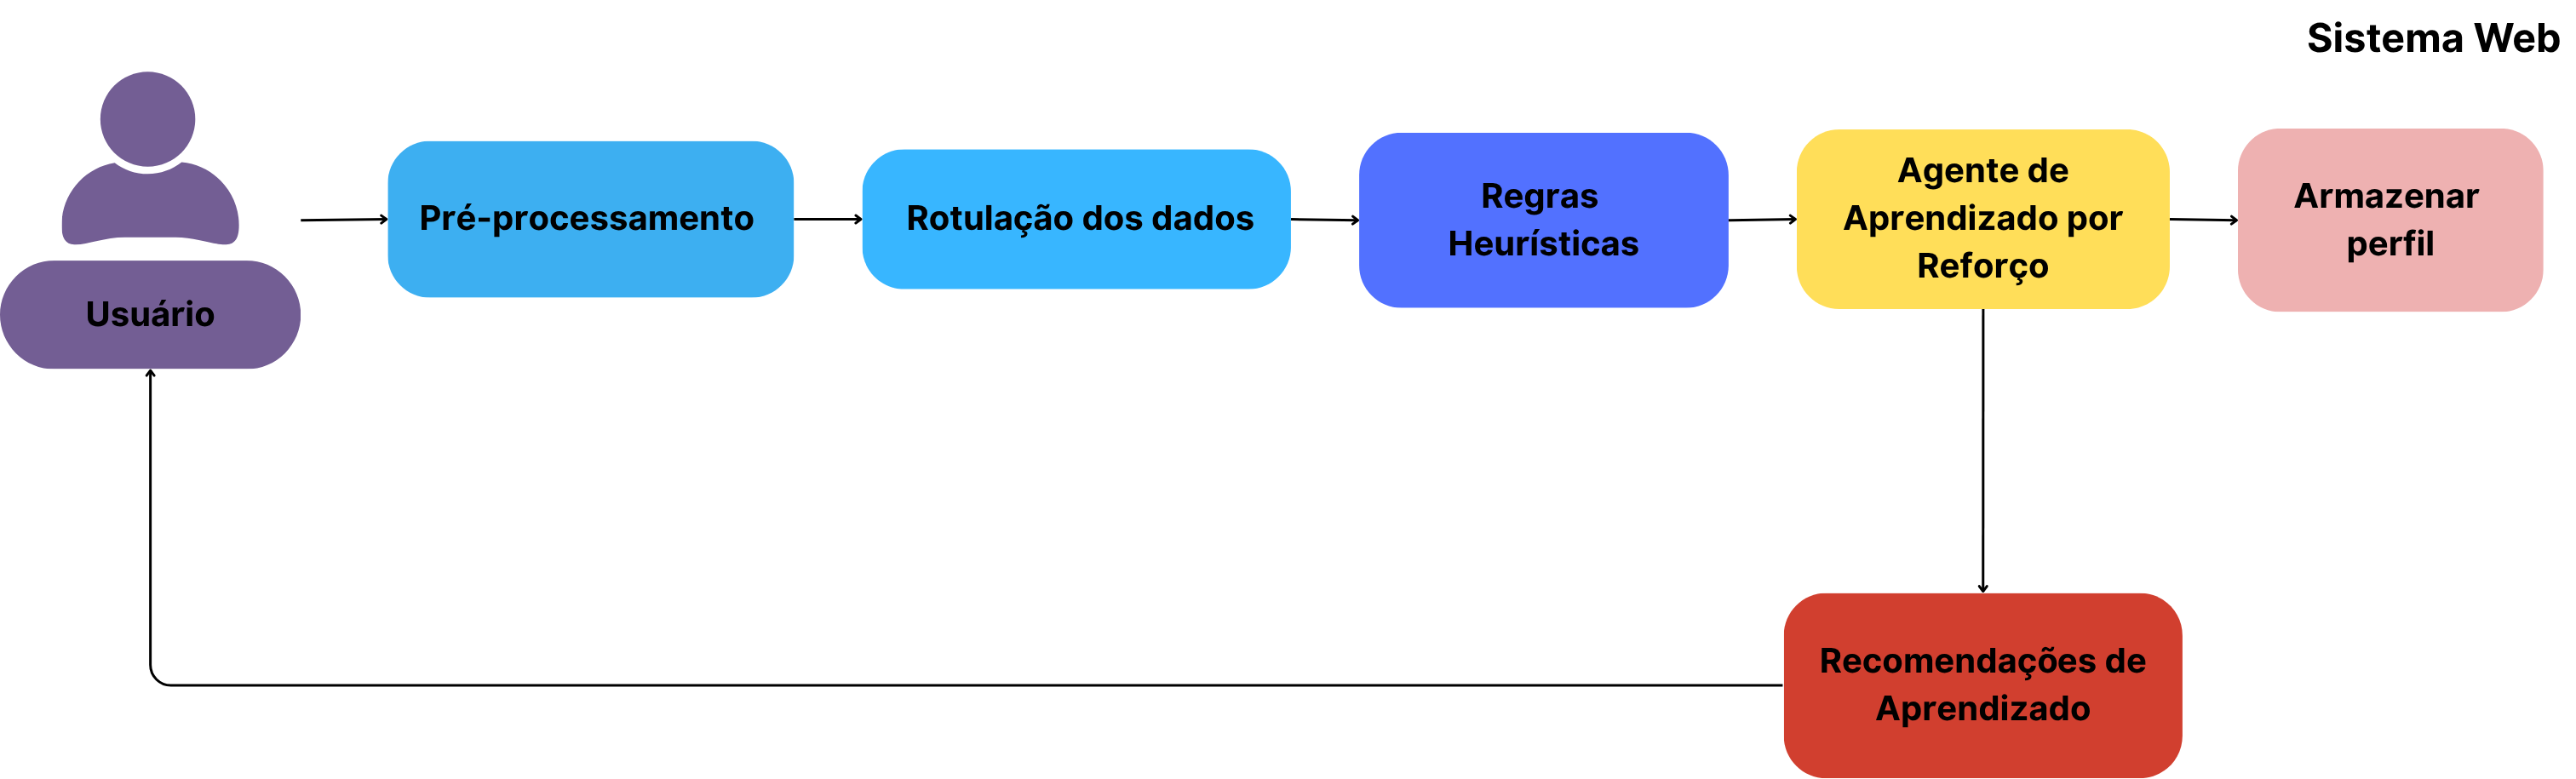 Sistema Web
Usuário
Pré-processamento
Rotulação dos dados
Regras
Heurísticas
Agente de
Aprendizado por
Reforço
Armazenar
perfil
Recomendações de
Aprendizado